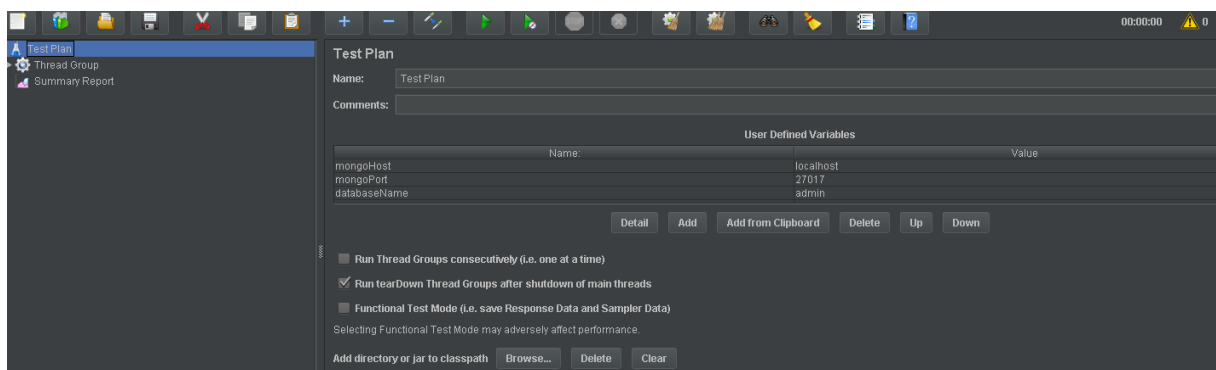 00:00:00 0
Test Plan
Thread Group
Summary Report
Test Plan
Name: Test Plan
Comments:
User Defined Variables
Name: Value
mongoHost localhost
mongoPort 27017
databaseName admin
Detail Add Add from Clipboard Delete Up Down
Run Thread Groups consecutively (i.e. one at a time)
Run tearDown Thread Groups after shutdown of main threads
Functional Test Mode (i.e. save Response Data and Sampler Data)
Selecting Functional Test Mode may adversely affect performance.
Add directory or jar to classpath Browse... Delete Clear